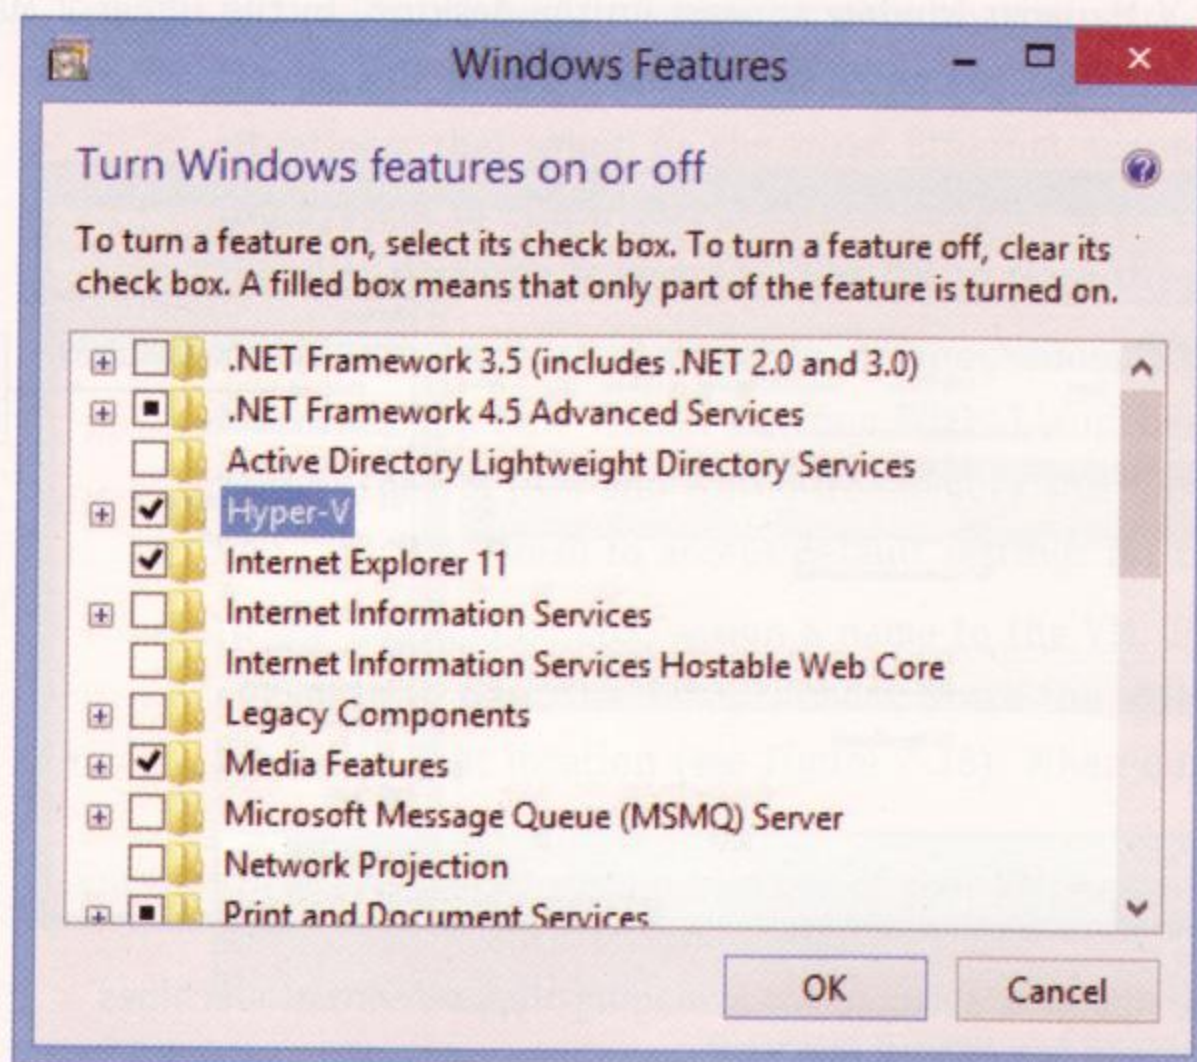 Windows Features
Turn Windows features on or off
To turn a feature on, select its check box. To turn a feature off, clear its
check box. A filled box means that only part of the feature is turned on.
.NET Framework 3.5 (includes .NET 2.0 and 3.0)
.NET Framework 4.5 Advanced Services
Active Directory Lightweight Directory Services
Hyper-V
Internet Explorer 11
Internet Information Services
Internet Information Services Hostable Web Core
Legacy Components
Media Features
Microsoft Message Queue (MSMQ) Server
Network Projection
Print and Document Services
OK
Cancel